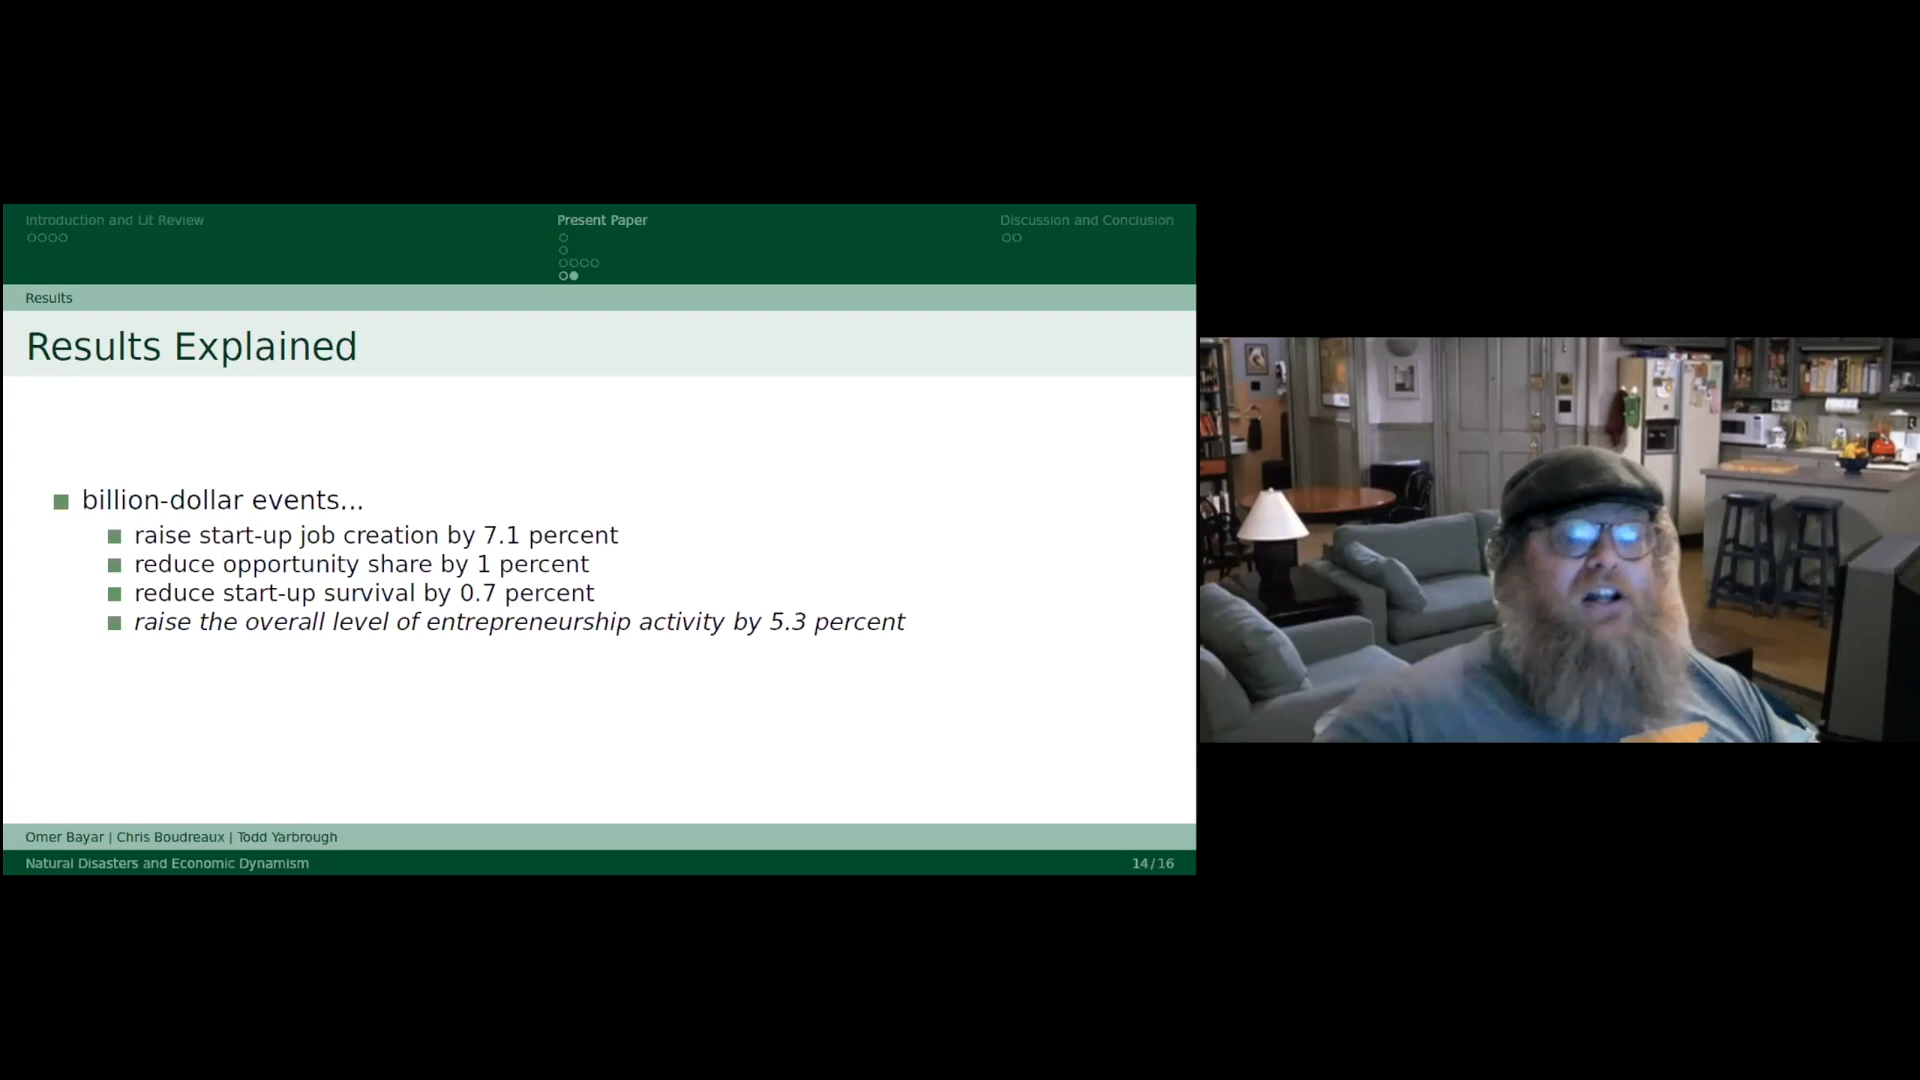 Introduction and Lit Review
Present Paper
Discussion and Conclusion
Results
Results Explained
billion-dollar events...
raise start-up job creation by 7.1 percent
reduce opportunity share by 1 percent
reduce start-up survival by 0.7 percent
raise the overall level of entrepreneurship activity by 5.3 percent
Omer Bayar | Chris Boudreaux | Todd Yarbrough
Natural Disasters and Economic Dynamism
14/16